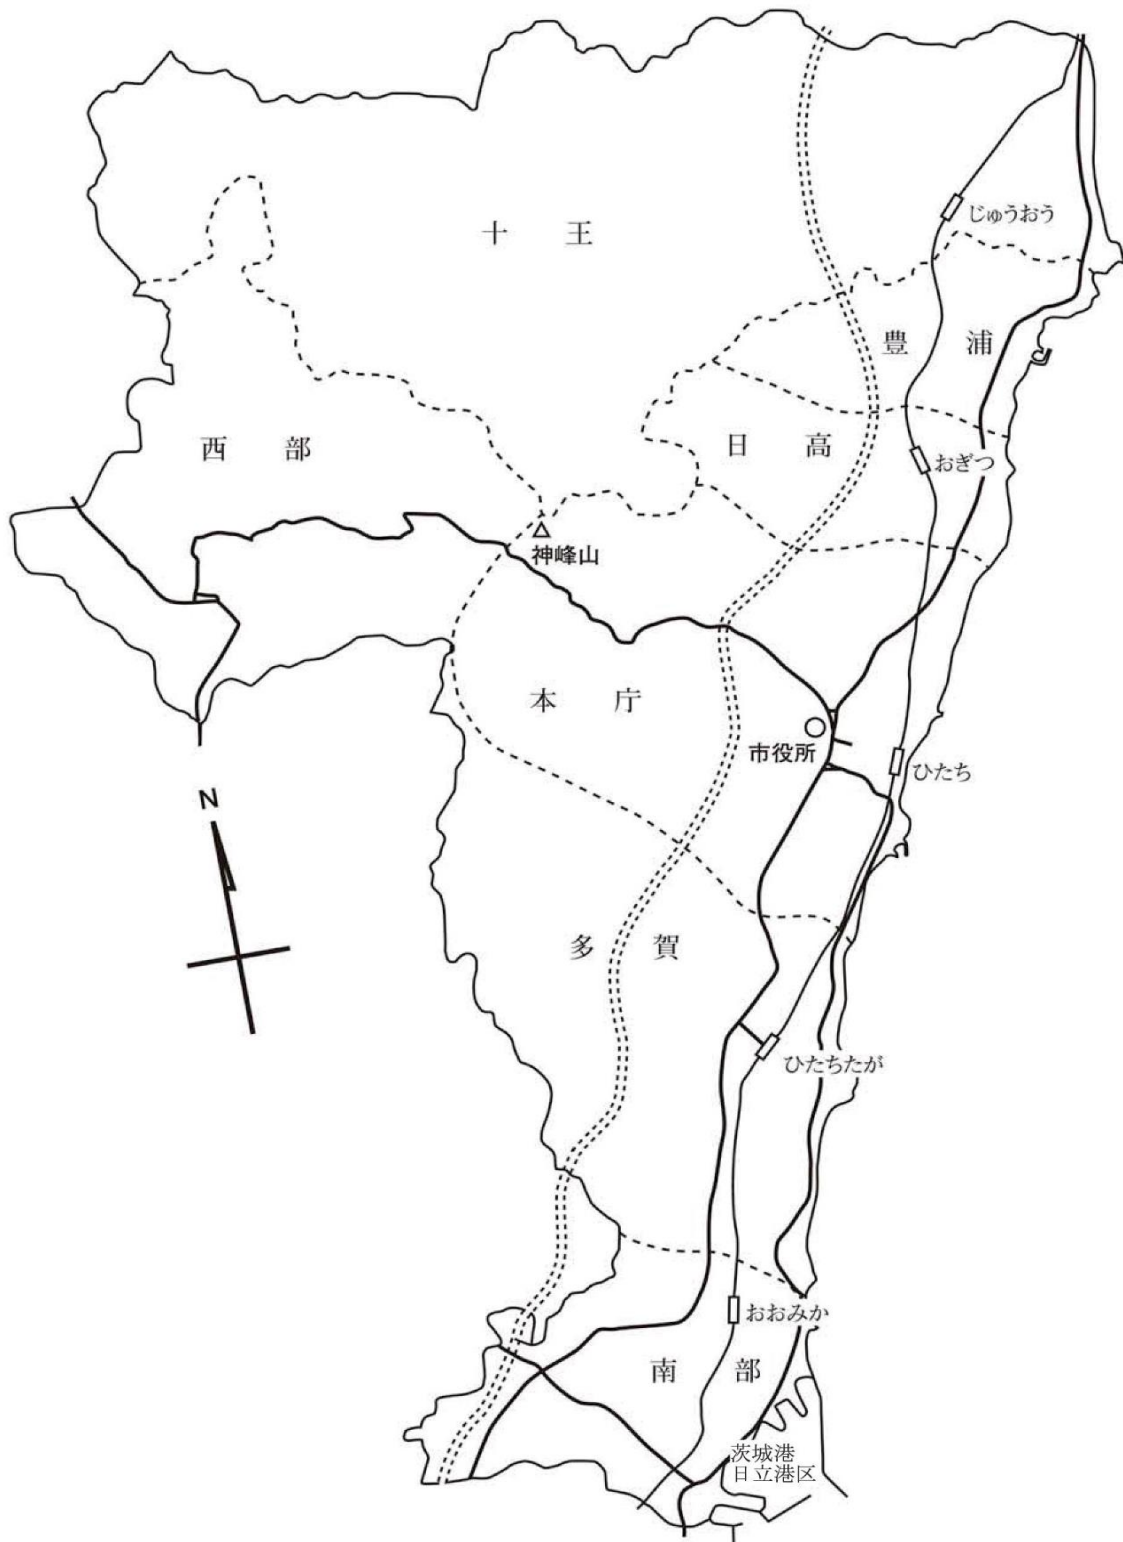 じゅうおう
十王
豊浦
西部
日高
おぎつ
神峰山
本庁
市役所
ひたち
N
多賀
ひたちたが
おおみか
南部
茨城港
日立港区